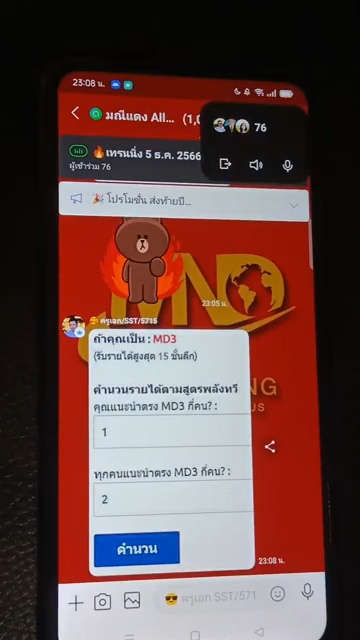 23:08 น.
มณีแดง All... (1,0
76
🔥เทรนนิ่ง 5 ธ.ค. 2566
ผู้เข้าร่วม 76
🎉 โปรโมชั่น ส่งท้ายปี...
23:05 น.
ครูเอก/SST/5715
ถ้าคุณเป็น : MD3
(รับรายได้สูงสุด 15 ชั้นลึก)
คำนวนรายได้ตามสูตรพลังทวี
คุณแนะนำตรง MD3 กี่คน? :
1
ทุกคนแนะนำตรง MD3 กี่คน? :
2
คำนวน
23:08 น.
😎 ครูเอก SST/571